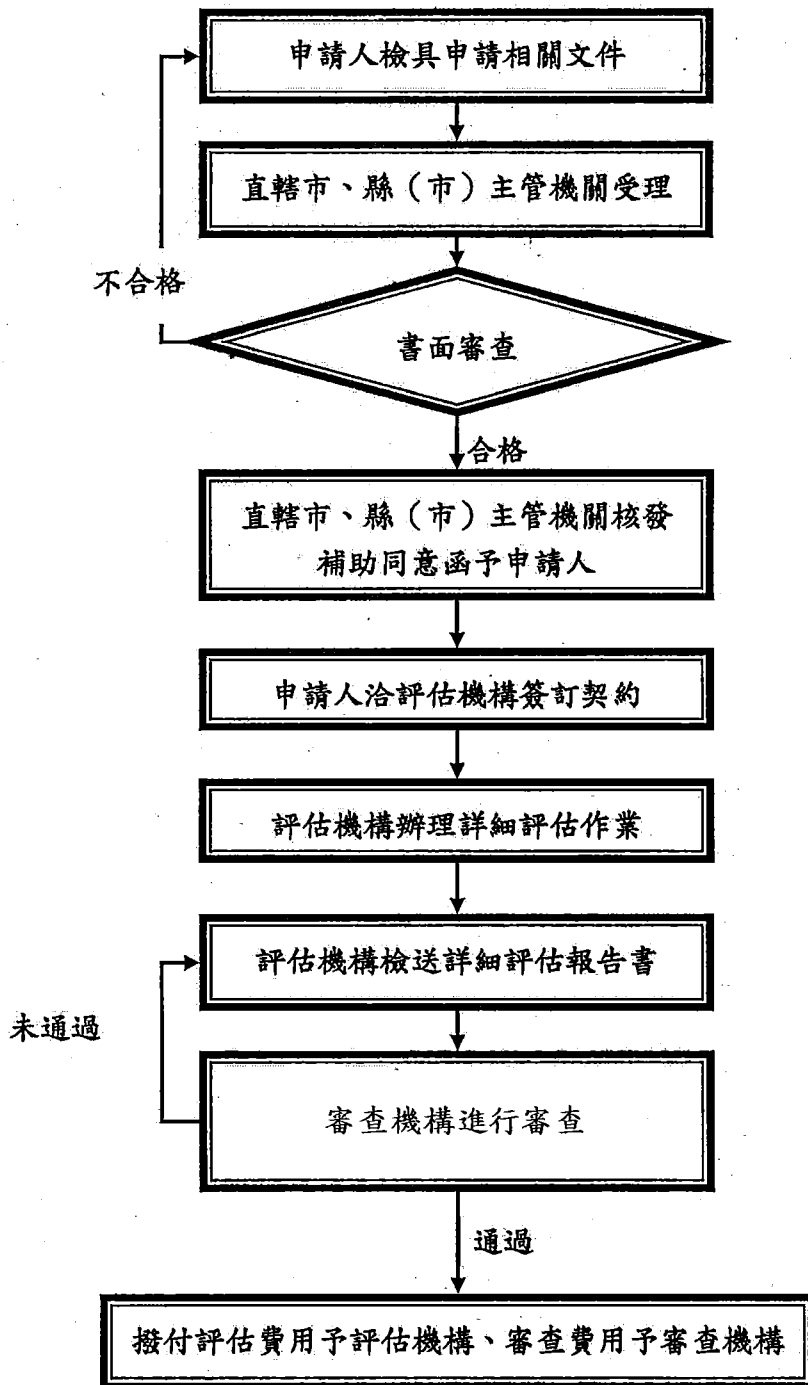 申請人檢具申請相關文件
直轄市、縣（市）主管機關受理
不合格
書面審查
合格
直轄市、縣（市）主管機關核發
補助同意函予申請人
申請人洽評估機構簽訂契約
評估機構辦理詳細評估作業
評估機構檢送詳細評估報告書
未通過
審查機構進行審查
通過
撥付評估費用予評估機構、審查費用予審查機構